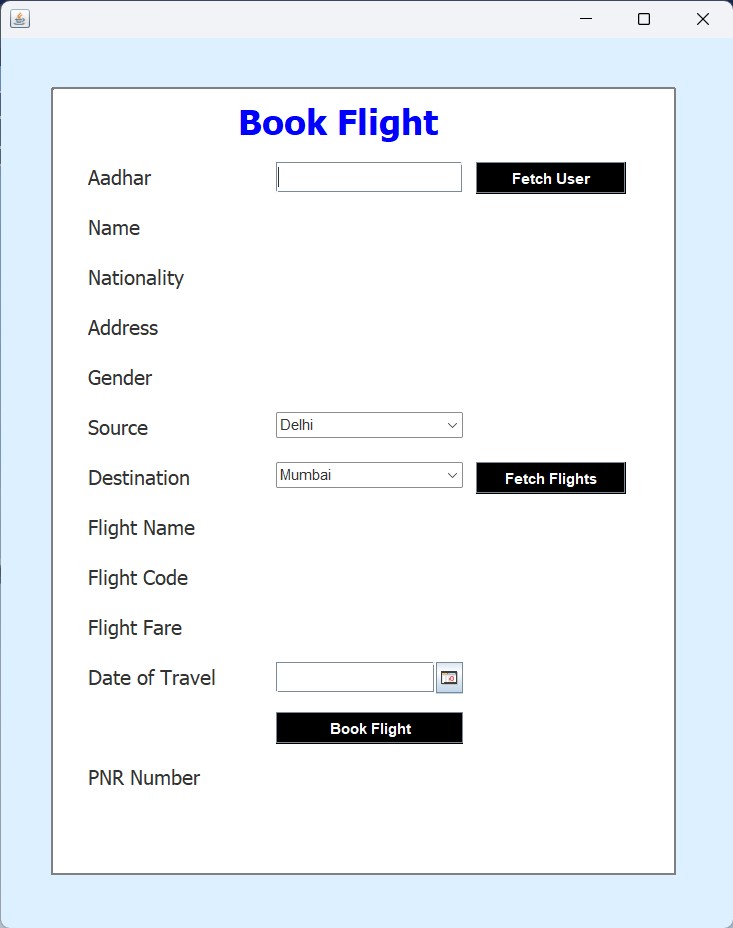 Book Flight
Aadhar Fetch User
Name
Nationality
Address
Gender
Source Delhi
Destination Mumbai Fetch Flights
Flight Name
Flight Code
Flight Fare
Date of Travel
Book Flight
PNR Number